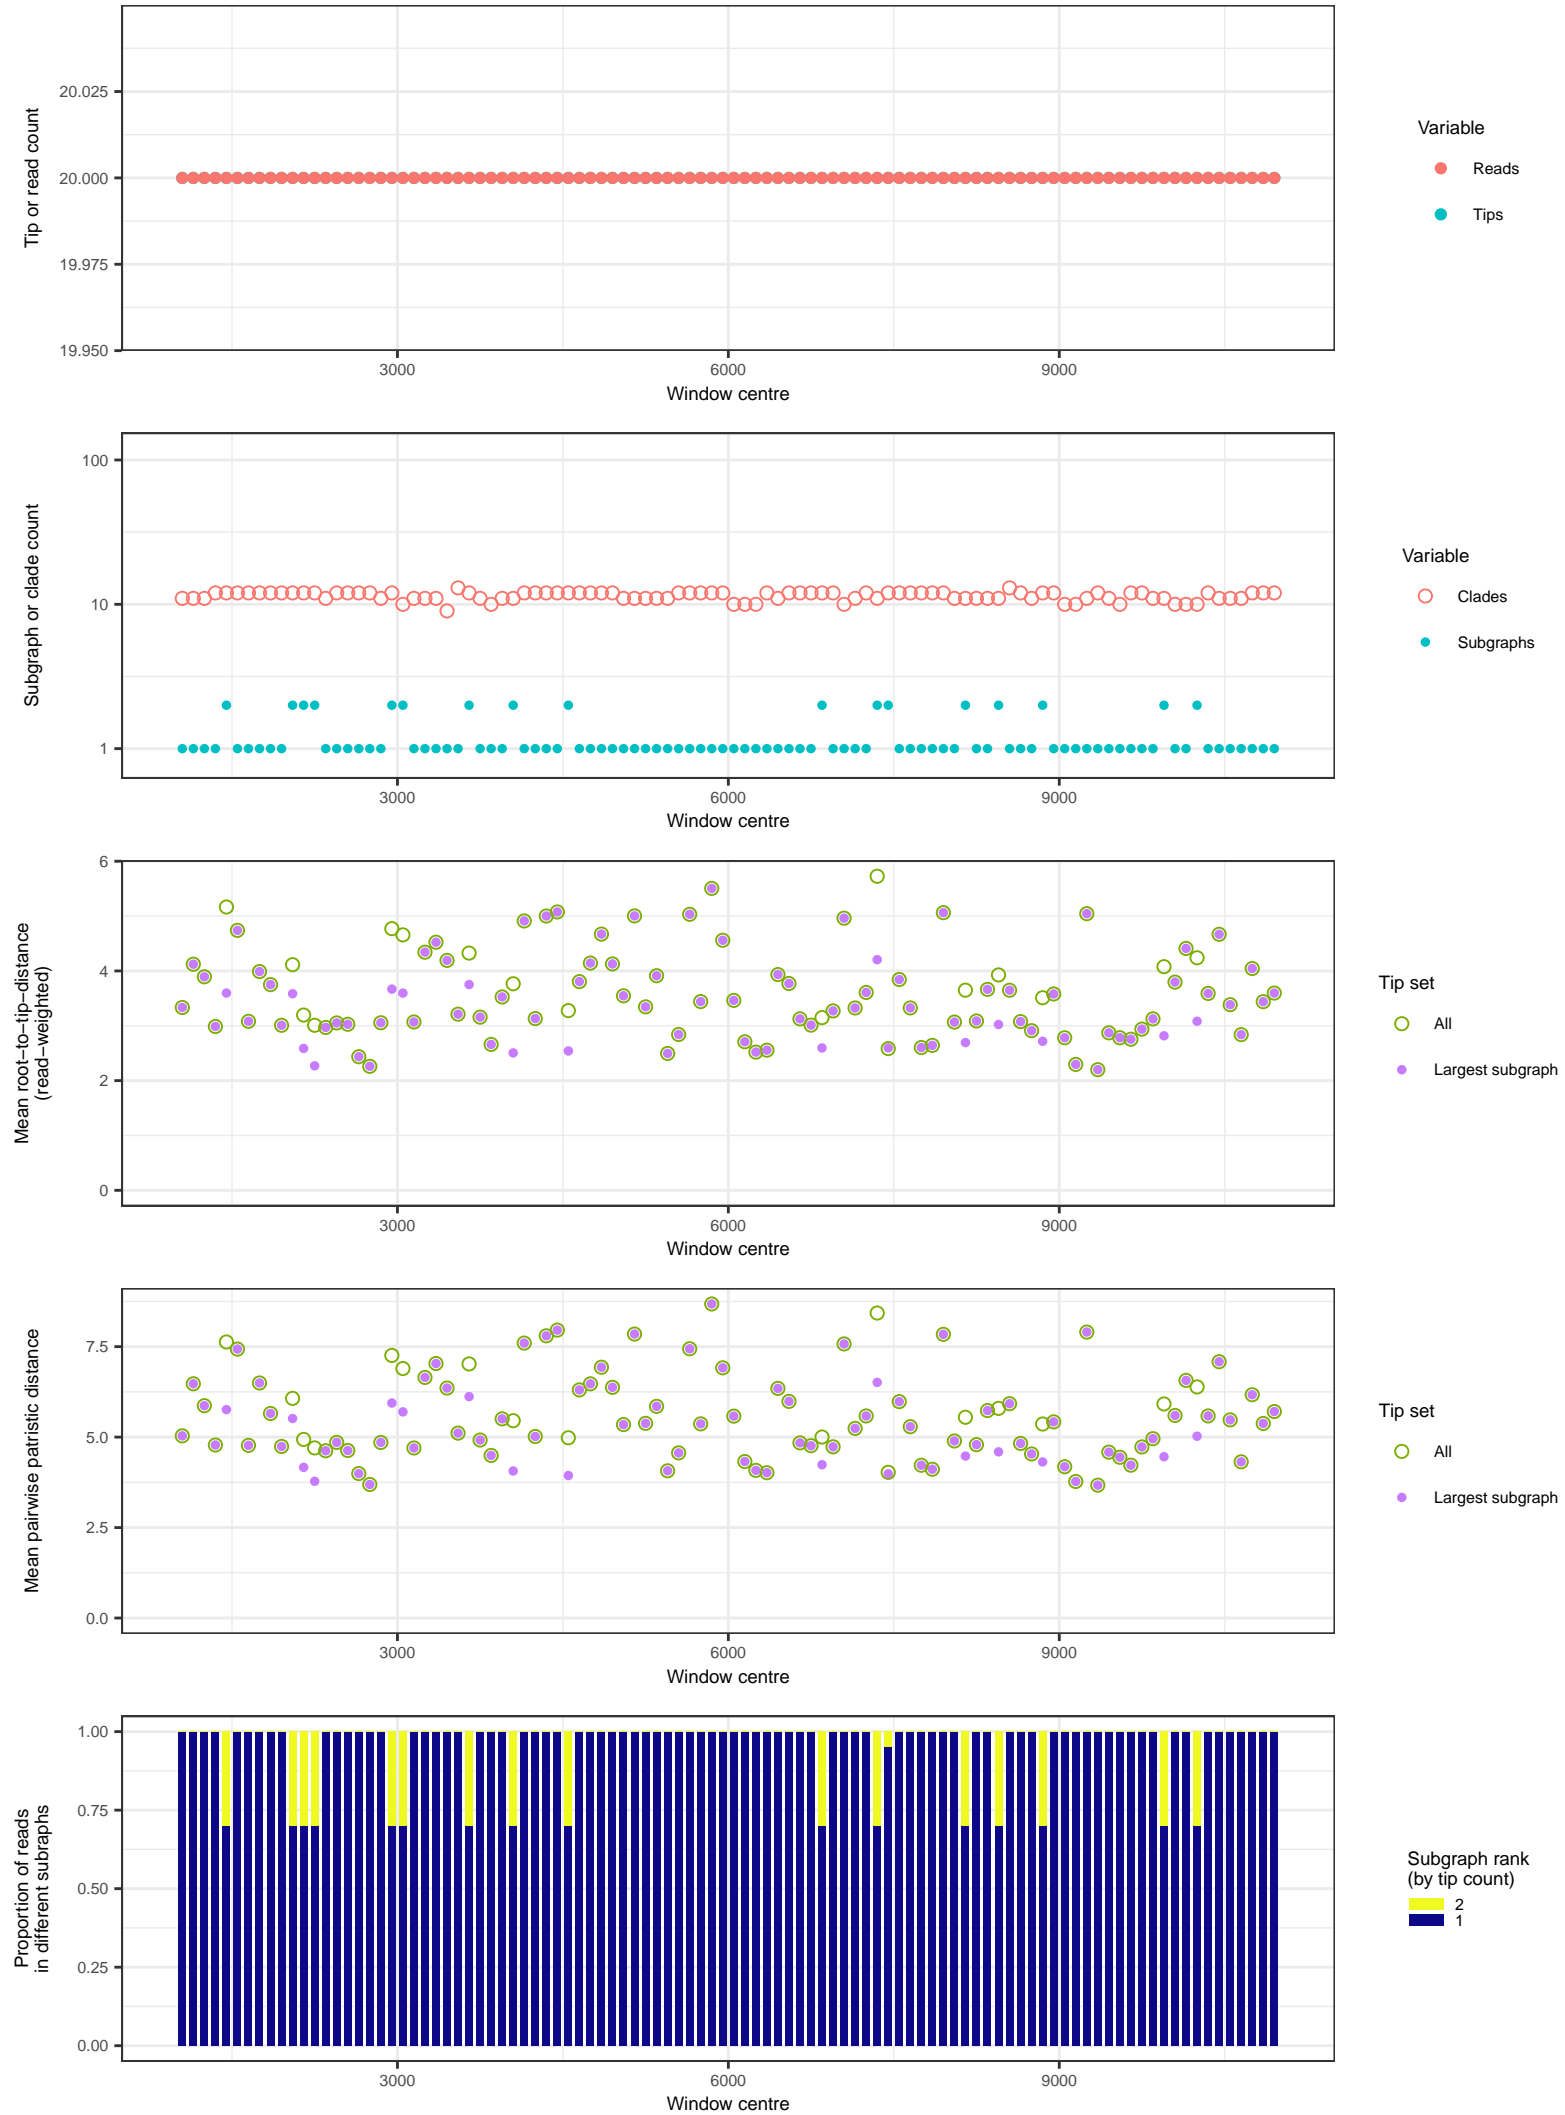 Tip or read count
20.025
20.000
19.975
19.950
3000
6000
9000
Window centre
Variable
Reads
Tips
Subgraph or clade count
100
10
1
3000
6000
9000
Window centre
Variable
Clades
Subgraphs
Mean root−to−tip−distance
(read−weighted)
6
4
2
0
3000
6000
9000
Window centre
Tip set
All
Largest subgraph
Mean pairwise patristic distance
7.5
5.0
2.5
0.0
3000
6000
9000
Window centre
Tip set
All
Largest subgraph
Proportion of reads
in different subraphs
1.00
0.75
0.50
0.25
0.00
3000
6000
9000
Window centre
Subgraph rank
(by tip count)
2
1